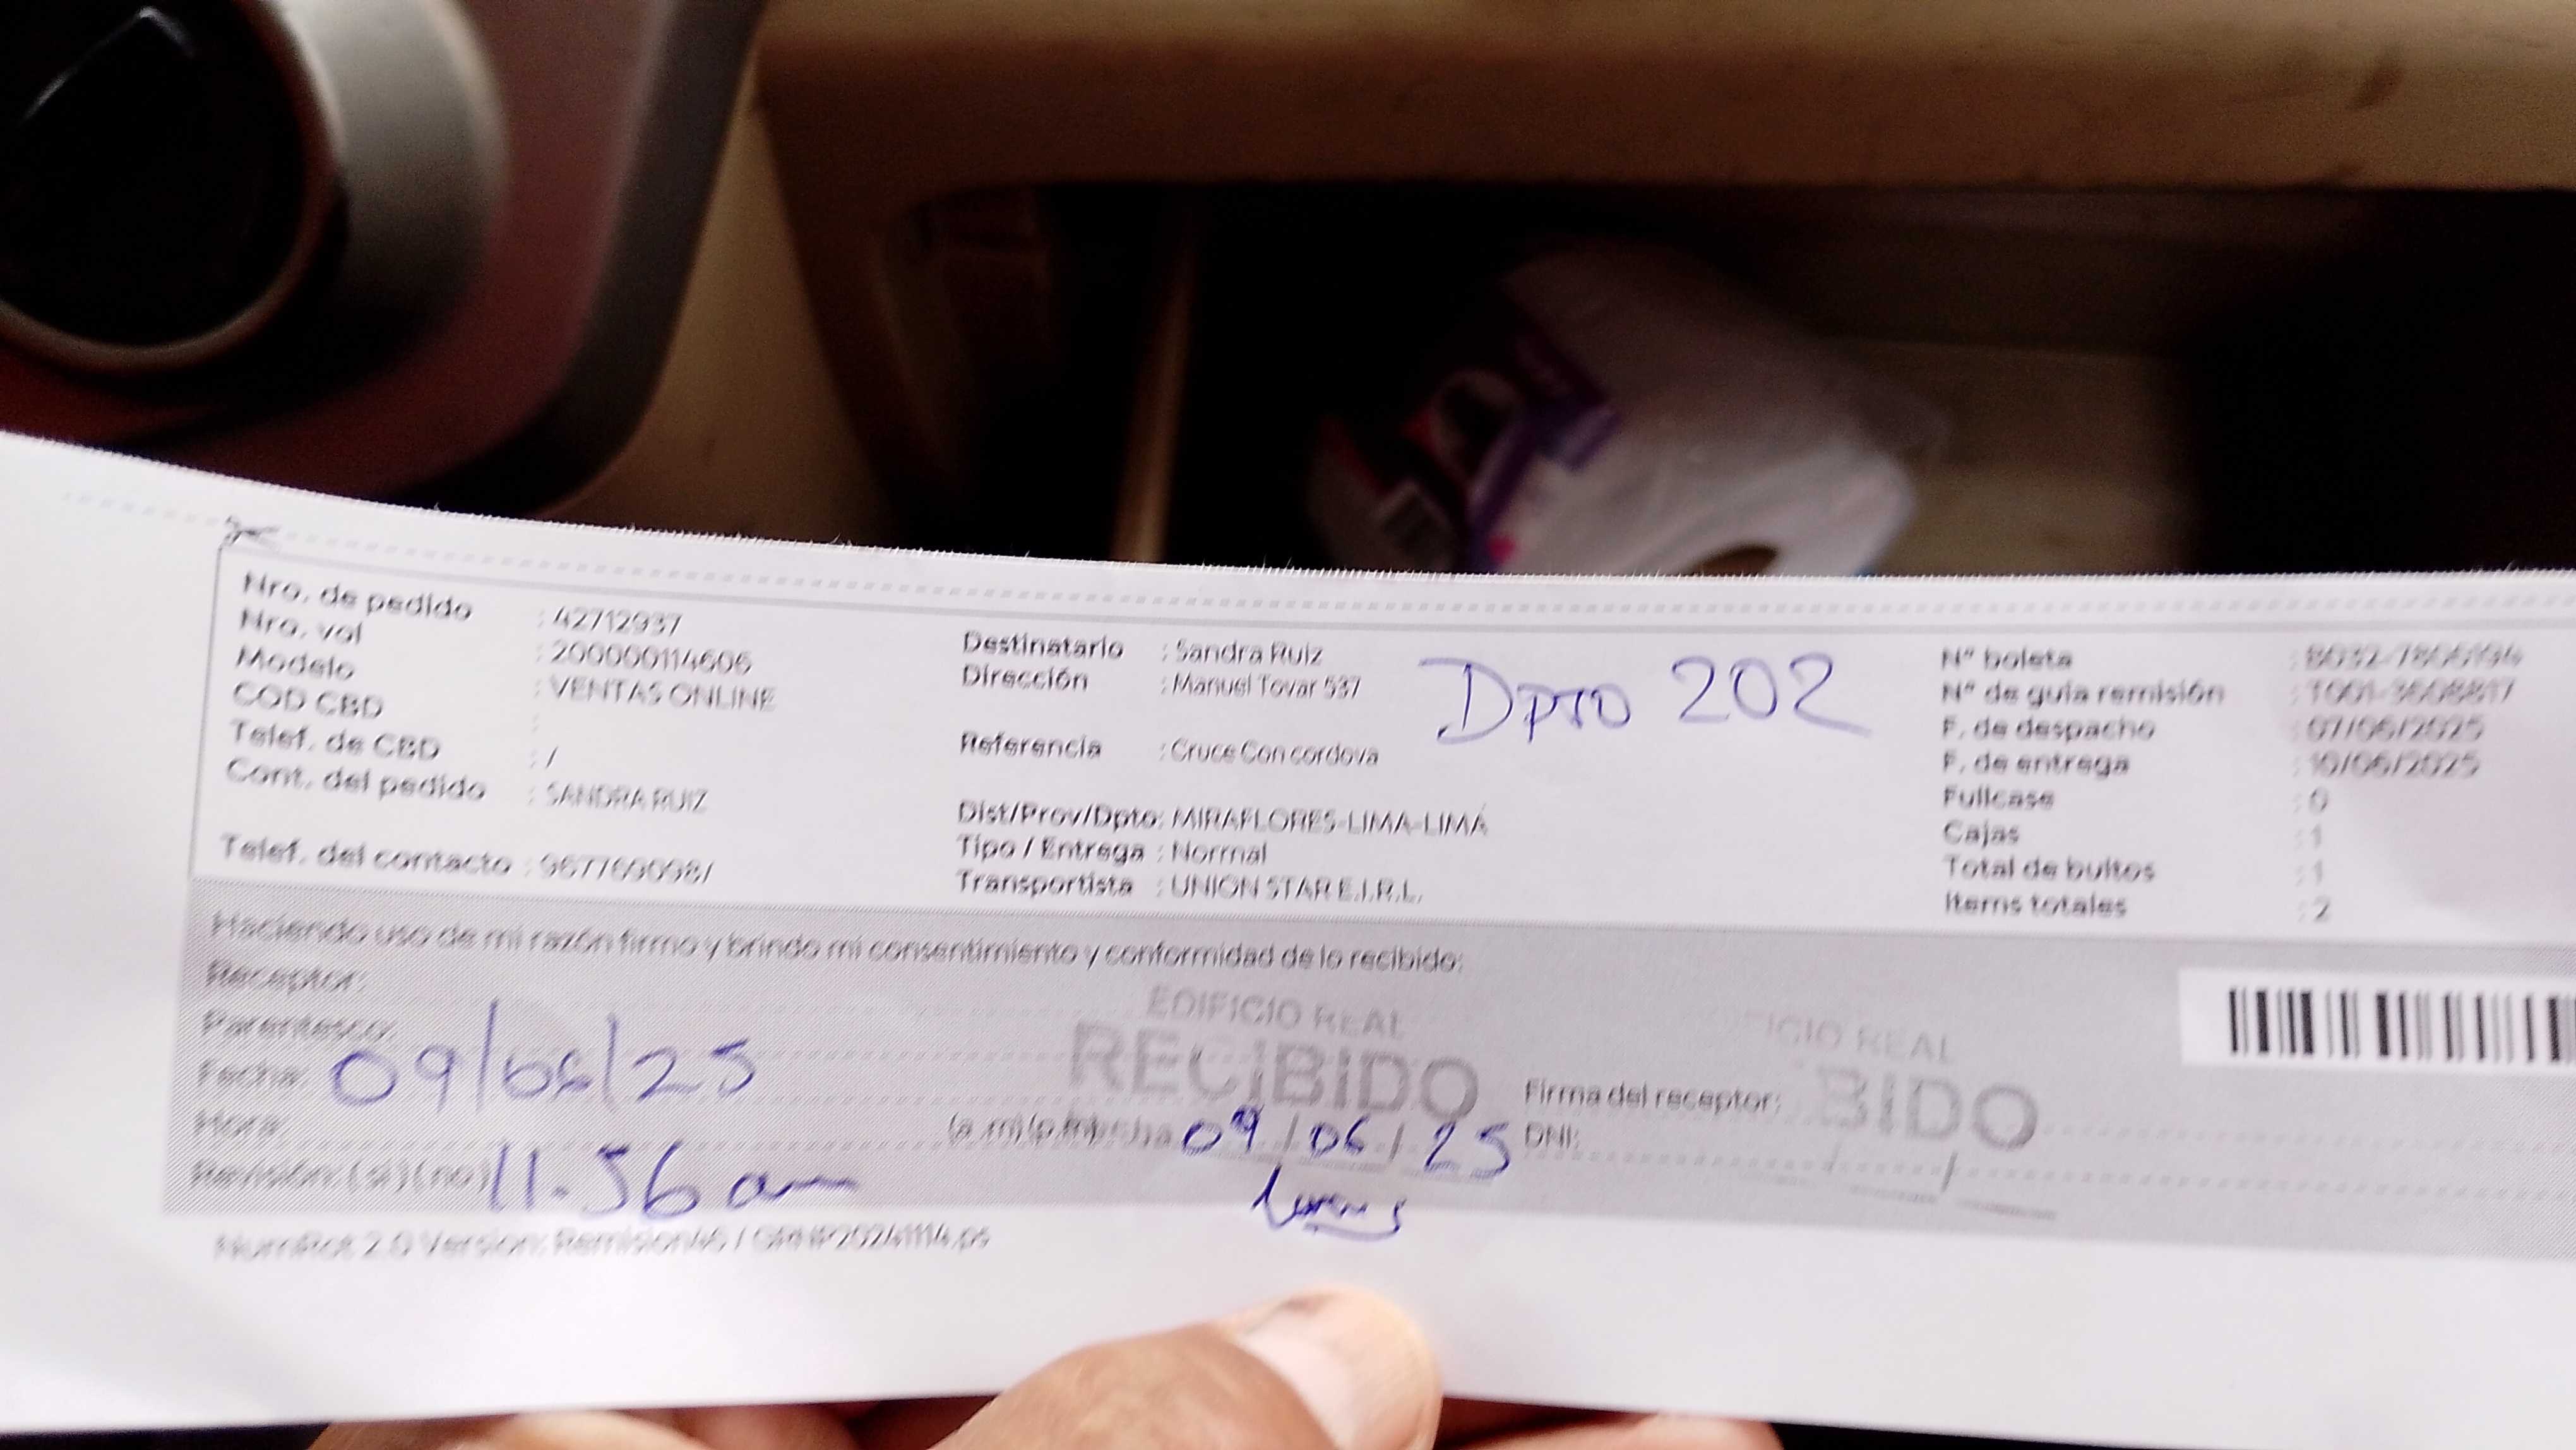 Nro. de pedido : 42712937
Nro. vol : 200000114606
Modelo : VENTAS ONLINE
COD CBD :
Telef. de CBD : /
Cont. del pedido : SANDRA RUIZ
Telef. del contacto : 967769098/
Destinatario : Sandra Ruiz
Dirección : Manuel Tovar 537
Dpto 202
Referencia : Cruce Con cordova
Dist/Prov/Dpto: MIRAFLORES-LIMA-LIMA
Tipo / Entrega : Normal
Transportista : UNION STAR E.I.R.L.
N° boleta
N° de guia remisión
F. de despacho : 07/06/2025
F. de entrega : 10/06/2025
Fullcase : 0
Cajas : 1
Total de bultos : 1
Items totales : 2
Haciendo uso de mi razón firmo y brindo mi consentimiento y conformidad de lo recibido:
Receptor:
Parentesco:
Fecha: 09/06/25
Hora:
Revisión: (si) (no) 11.56 am
EDIFICIO REAL
RECIBIDO
09/06/25
Firma del receptor:
DNI:
ICIO REAL
BIDO